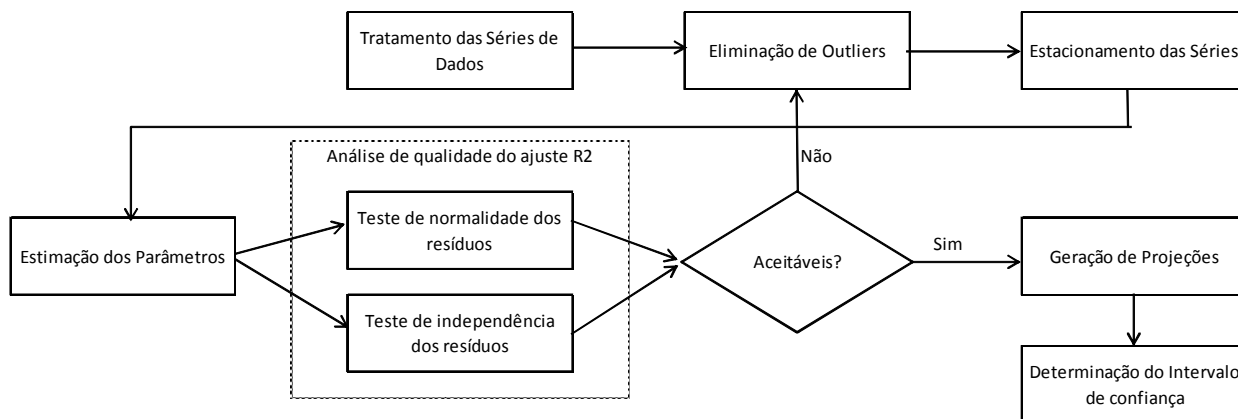 Tratamento das Séries de
Dados
Eliminação de Outliers
Estacionamento das Séries
Não
Análise de qualidade do ajuste R2
Teste de normalidade dos
resíduos
Estimação dos Parâmetros
Teste de independência
dos resíduos
Aceitáveis?
Sim
Geração de Projeções
Determinação do Intervalo
de confiança